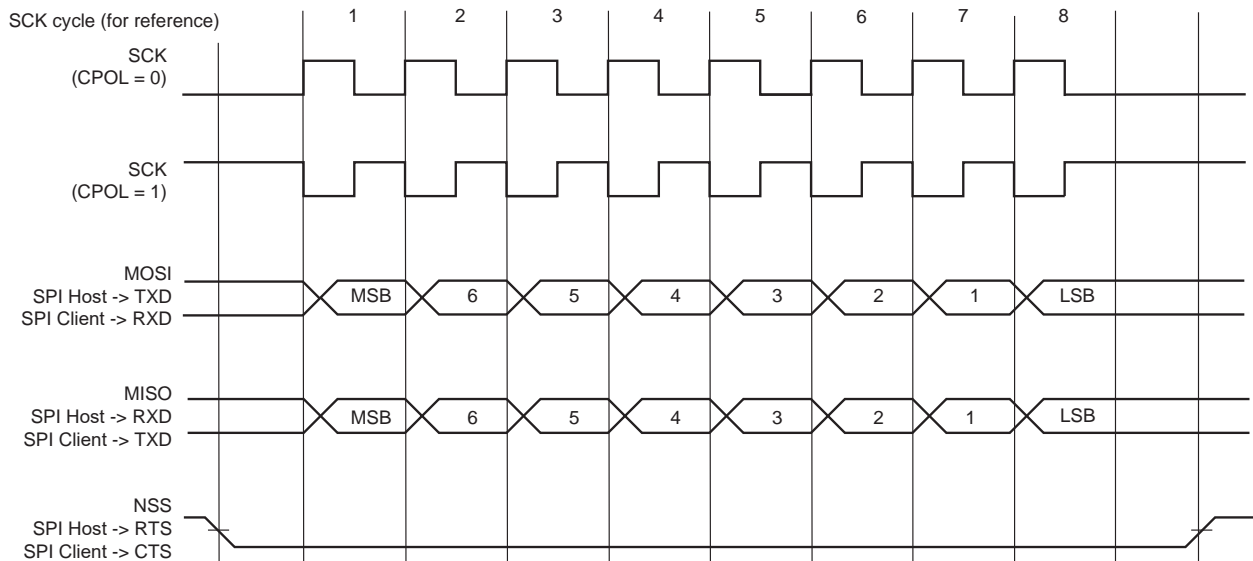 SCK cycle (for reference)
1 2 3 4 5 6 7 8
SCK
(CPOL = 0)
SCK
(CPOL = 1)
MOSI
SPI Host -> TXD
SPI Client -> RXD
MSB 6 5 4 3 2 1 LSB
MISO
SPI Host -> RXD
SPI Client -> TXD
MSB 6 5 4 3 2 1 LSB
NSS
SPI Host -> RTS
SPI Client -> CTS